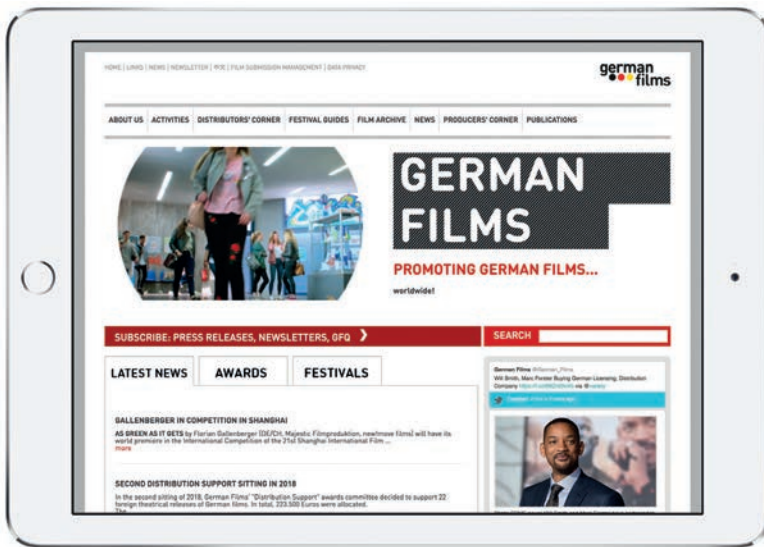 HOME | LINKS | NEWS | NEWSLETTER | 中文 | FILM SUBMISSION MANAGEMENT | DATA PRIVACY
german
films
ABOUT US
ACTIVITIES
DISTRIBUTORS' CORNER
FESTIVAL GUIDES
FILM ARCHIVE
NEWS
PRODUCERS' CORNER
PUBLICATIONS
GERMAN
FILMS
PROMOTING GERMAN FILMS...
worldwide!
SUBSCRIBE: PRESS RELEASES, NEWSLETTERS, GFQ
SEARCH
LATEST NEWS
AWARDS
FESTIVALS
GALLENBERGER IN COMPETITION IN SHANGHAI
AS GREEN AS IT GETS by Florian Gallenberger (DE/CH, Majestic Filmproduktion, new!move films) will have its
world premiere in the International Competition of the 21st Shanghai International Film ...
more
SECOND DISTRIBUTION SUPPORT SITTING IN 2018
In the second sitting of 2018, German Films' "Distribution Support" awards committee decided to support 22
foreign theatrical releases of German films. In total, 223.500 Euros were allocated.
The
German Films @German_Films
Will Smith, Marc Forster Buying German Licensing, Distribution
Company via @variety